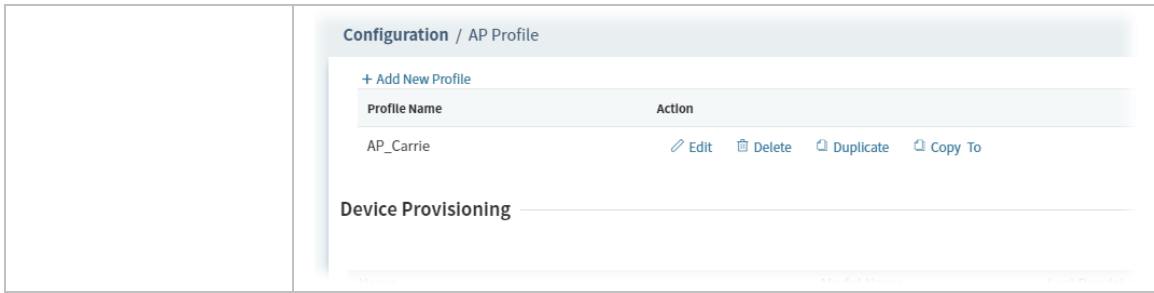 Configuration / AP Profile
+ Add New Profile
Profile Name Action
AP_Carrie Edit Delete Duplicate Copy To
Device Provisioning